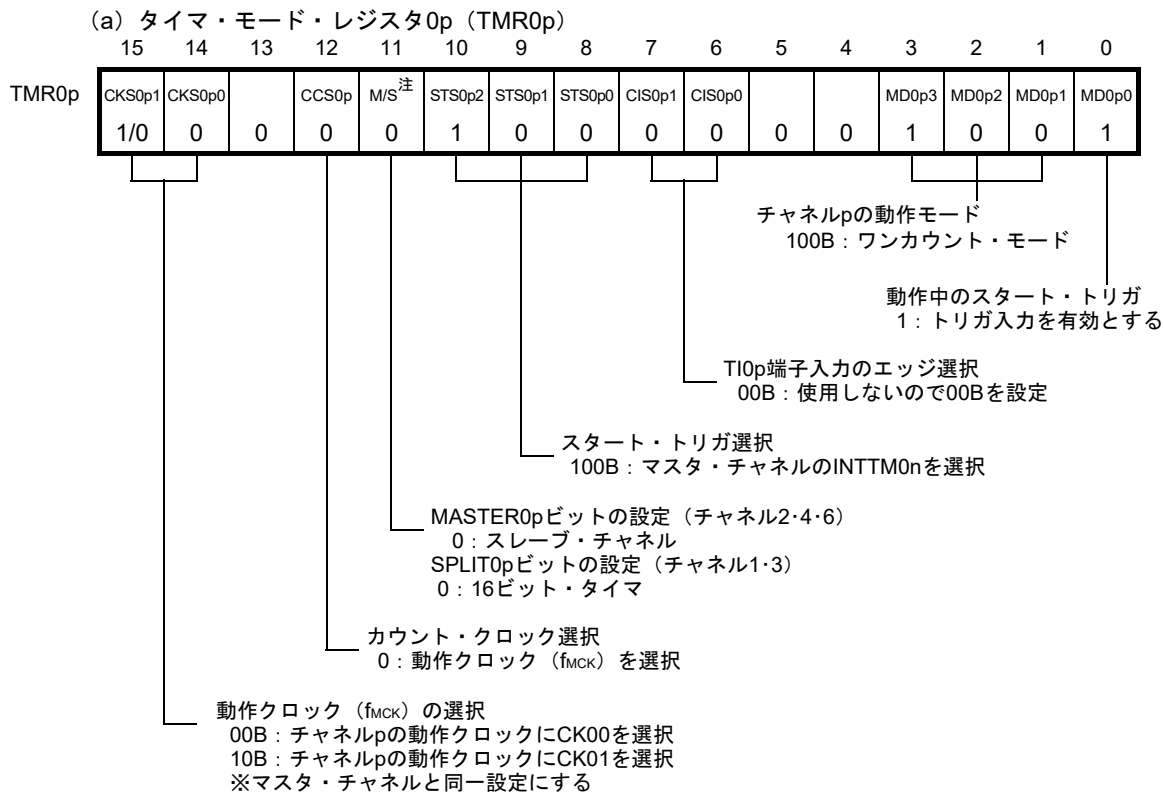 (a) タイマ・モード・レジスタ0p (TMR0p)
15 14 13 12 11 10 9 8 7 6 5 4 3 2 1 0
TMR0p CKS0p1 CKS0p0 CCS0p M/S注 STS0p2 STS0p1 STS0p0 CIS0p1 CIS0p0 MD0p3 MD0p2 MD0p1 MD0p0
1/0 0 0 0 0 1 0 0 0 0 0 0 1 0 0 1
チャネルpの動作モード
100B:ワンカウント・モード
動作中のスタート・トリガ
1:トリガ入力を有効とする
TI0p端子入力のエッジ選択
00B:使用しないので00Bを設定
スタート・トリガ選択
100B:マスタ・チャネルのINTTM0nを選択
MASTER0pビットの設定(チャネル2・4・6)
0:スレーブ・チャネル
SPLIT0pビットの設定(チャネル1・3)
0:16ビット・タイマ
カウント・クロック選択
0:動作クロック(fMCK)を選択
動作クロック(fMCK)の選択
00B:チャネルpの動作クロックにCK00を選択
10B:チャネルpの動作クロックにCK01を選択
※マスタ・チャネルと同一設定にする